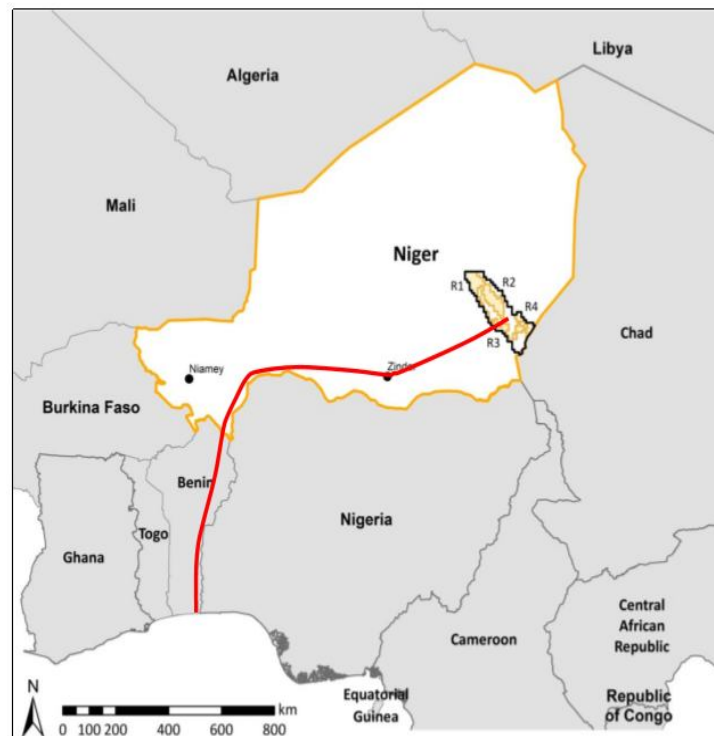 Libya
Algeria
Mali
Niger
R2
R1
R4
R3
Chad
Zinder
Niamey
Burkina Faso
Benin
Nigeria
Togo
Ghana
Central
African
Republic
Cameroon
Equatorial
Guinea
Republic
of Congo
N
km
0 100 200 400 600 800